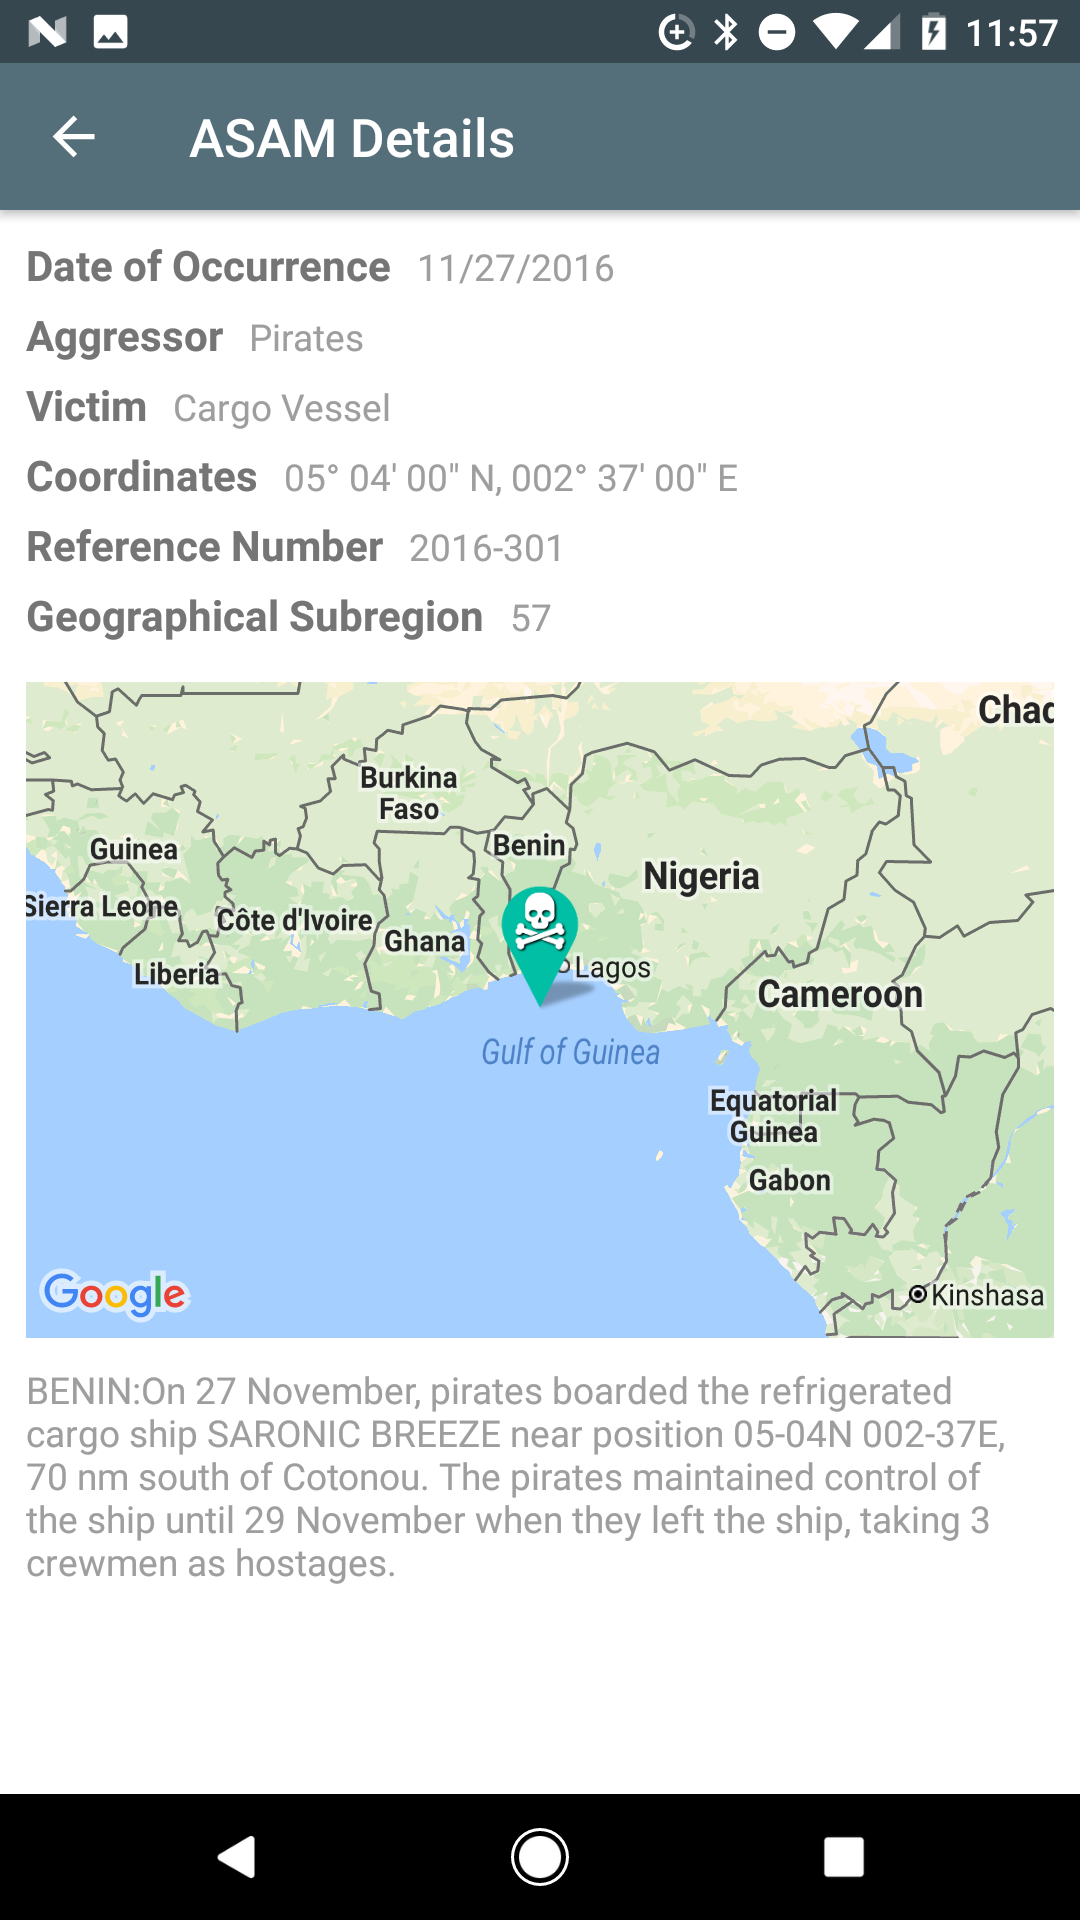 11:57
ASAM Details
Date of Occurrence 11/27/2016
Aggressor Pirates
Victim Cargo Vessel
Coordinates 05° 04' 00" N, 002° 37' 00" E
Reference Number 2016-301
Geographical Subregion 57
Chad
Burkina
Faso
Benin
Guinea
Nigeria
Sierra Leone
Côte d'Ivoire
Ghana
Liberia
Lagos
Cameroon
Gulf of Guinea
Equatorial
Guinea
Gabon
Google
Kinshasa
BENIN:On 27 November, pirates boarded the refrigerated
cargo ship SARONIC BREEZE near position 05-04N 002-37E,
70 nm south of Cotonou. The pirates maintained control of
the ship until 29 November when they left the ship, taking 3
crewmen as hostages.